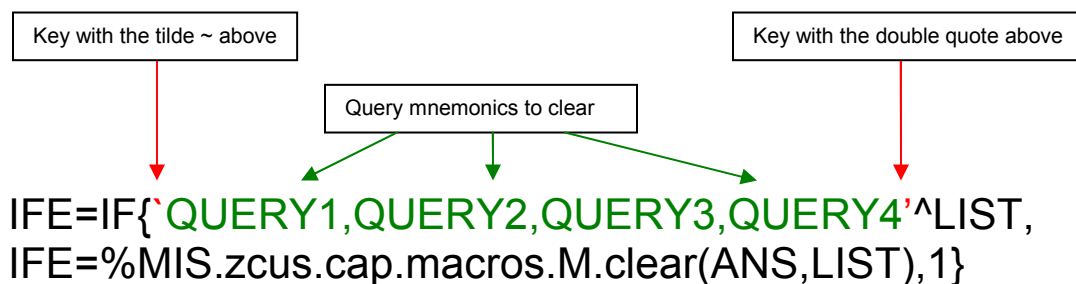 Key with the tilde ~ above
Key with the double quote above
Query mnemonics to clear
IFE=IF{`QUERY1,QUERY2,QUERY3,QUERY4’^LIST,
IFE=%MIS.zcus.cap.macros.M.clear(ANS,LIST),1}